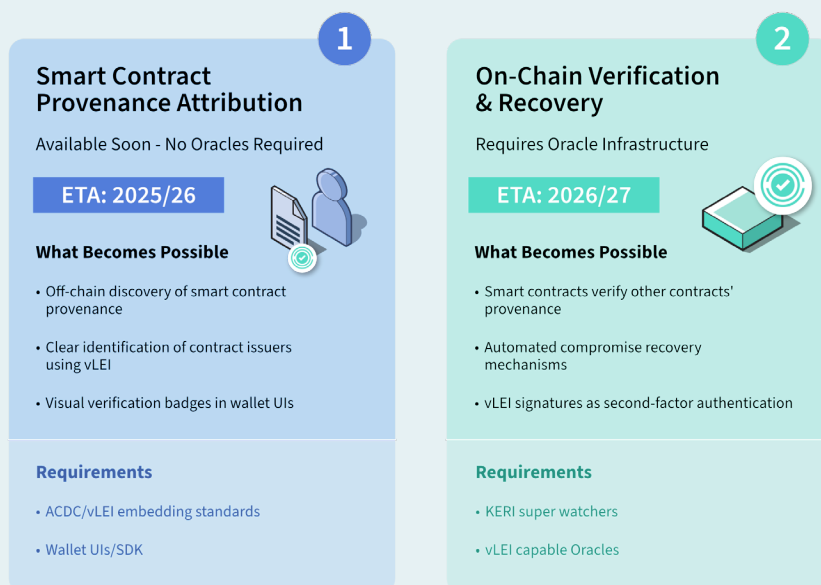 1
Smart Contract
Provenance Attribution
Available Soon - No Oracles Required
ETA: 2025/26
What Becomes Possible
• Off-chain discovery of smart contract
provenance
• Clear identification of contract issuers
using vLEI
• Visual verification badges in wallet UIs
Requirements
• ACDC/vLEI embedding standards
• Wallet UIs/SDK
2
On-Chain Verification
& Recovery
Requires Oracle Infrastructure
ETA: 2026/27
What Becomes Possible
• Smart contracts verify other contracts'
provenance
• Automated compromise recovery
mechanisms
• vLEI signatures as second-factor authentication
Requirements
• KERI super watchers
• vLEI capable Oracles